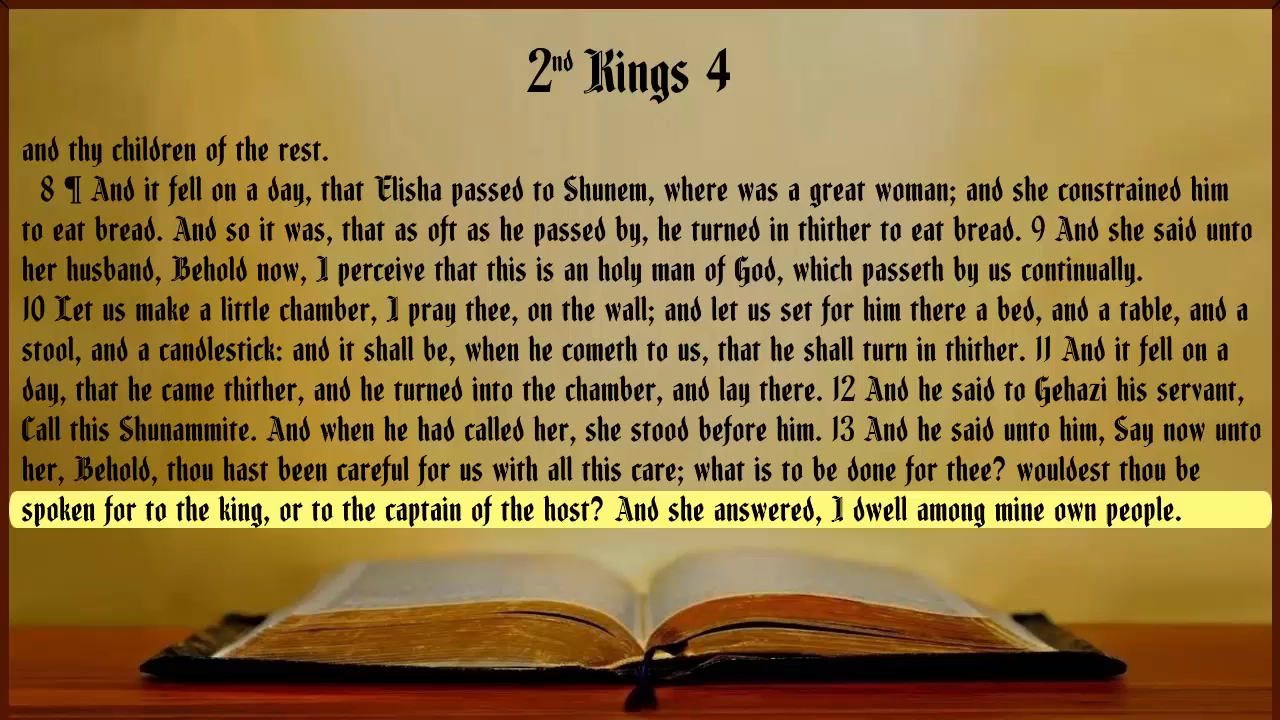 2nd Kings 4
and thy children of the rest.
8 ¶ And it fell on a day, that Elisha passed to Shunem, where was a great woman; and she constrained him
to eat bread. And so it was, that as oft as he passed by, he turned in thither to eat bread. 9 And she said unto
her husband, Behold now, I perceive that this is an holy man of God, which passeth by us continually.
10 Let us make a little chamber, I pray thee, on the wall; and let us set for him there a bed, and a table, and a
stool, and a candlestick: and it shall be, when he cometh to us, that he shall turn in thither. 11 And it fell on a
day, that he came thither, and he turned into the chamber, and lay there. 12 And he said to Gehazi his servant,
Call this Shunammite. And when he had called her, she stood before him. 13 And he said unto him, Say now unto
her, Behold, thou hast been careful for us with all this care; what is to be done for thee? wouldest thou be
spoken for to the king, or to the captain of the host? And she answered, I dwell among mine own people.